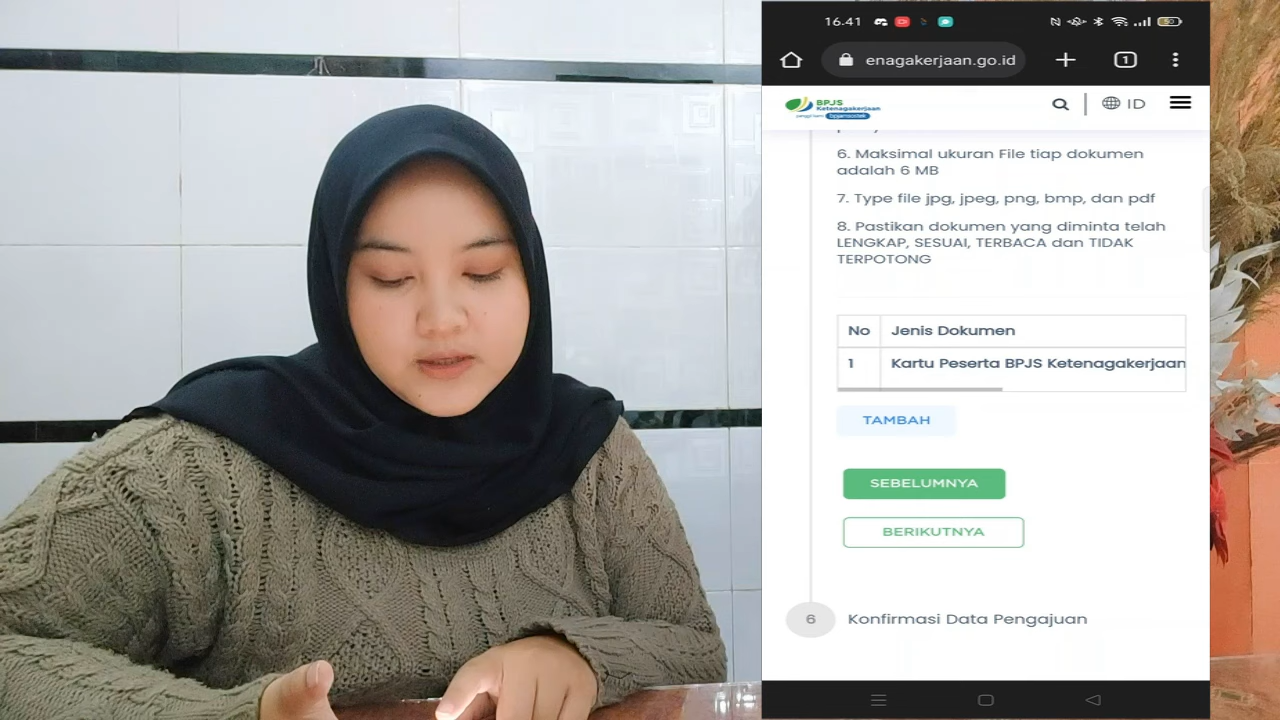 16.41
enagakerjaan.go.id
1
BPJS
Ketenagakerjaan
bpjamsostek
ID
6. Maksimal ukuran File tiap dokumen
adalah 6 MB
7. Type file jpg, jpeg, png, bmp, dan pdf
8. Pastikan dokumen yang diminta telah
LENGKAP, SESUAI, TERBACA dan TIDAK
TERPOTONG
No Jenis Dokumen
1 Kartu Peserta BPJS Ketenagakerjaan
TAMBAH
SEBELUMNYA
BERIKUTNYA
6 Konfirmasi Data Pengajuan